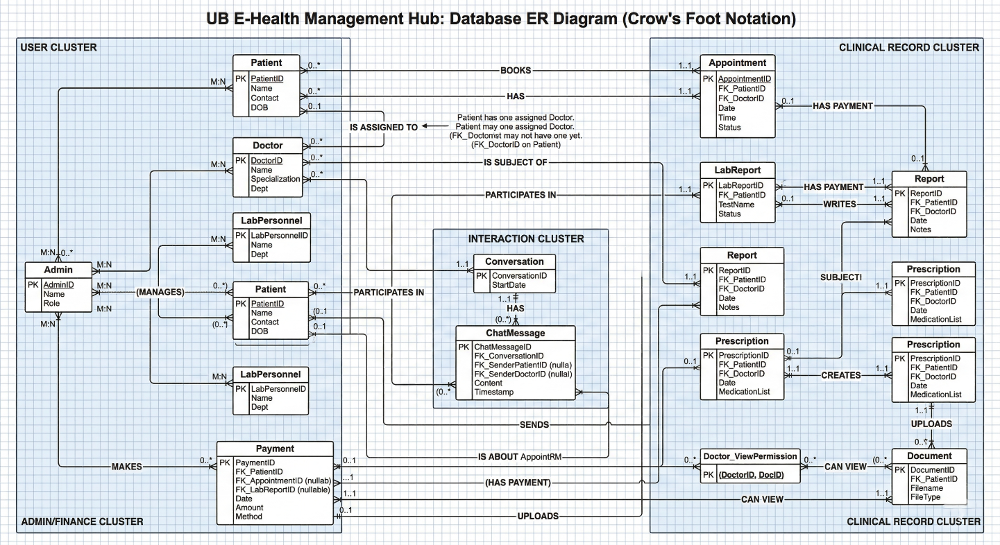 UB E-Health Management Hub: Database ER Diagram (Crow's Foot Notation)
USER CLUSTER
Patient
PK PatientID
Name
Contact
DOB
0..*
0..*
0..1
M:N
BOOKS
1..1
HAS
1..1
IS ASSIGNED TO
Patient has one assigned Doctor.
Patient may one assigned Doctor.
(FK_Doctomst may not have one yet.
(FK_DoctorID on Patient)
Doctor
PK DoctorID
Name
Specialization
Dept
0..*
0..*
0..*
M:N
IS SUBJECT OF
PARTICIPATES IN
1..1
LabPersonnel
PK LabPersonnelID
Name
Dept
M:N
M:N 0..*
Admin
PK AdminID
Name
Role
M:N
M:N
M:N
M:N
(MANAGES)
0..*)
Patient
PK PatientID
Name
Contact
DOB
0..*
(0..1
0..1
PARTICIPATES IN
M:N
LabPersonnel
PK LabPersonnelID
Name
Dept
INTERACTION CLUSTER
1..1
Conversation
PK ConversationID
StartDate
1..1
HAS
(0..*)
ChatMessage
PK ChatMessageID
FK_ConversationID
FK_SenderPatientID (nulla)
FK_SenderDoctorID (nullal)
Content
Timestamp
(0..*
SENDS
IS ABOUT AppointRM
MAKES
0..*
Payment
PK PaymentID
FK_PatientID
FK_AppointmentID (nullab)
FK_LabReportID (nullable)
Date
Amount
Method
0..1
...1
1..1
0..1
(HAS PAYMENT)
CAN VIEW
UPLOADS
ADMIN/FINANCE CLUSTER
CLINICAL RECORD CLUSTER
Appointment
PK AppointmentID
FK_PatientID
FK_DoctorID
Date
Time
Status
0..1
HAS PAYMENT
0..1
LabReport
PK LabReportID
FK_PatientID
TestName
Status
HAS PAYMENT
1..1
0..1
WRITES
1..1
Report
PK ReportID
FK_PatientID
FK_DoctorID
Date
Notes
Report
PK ReportID
FK_PatientID
FK_DoctorID
Date
Notes
1..1
1..1
Prescription
PK PrescriptionID
FK_PatientID
FK_DoctorID
Date
MedicationList
Prescription
PK PrescriptionID
FK_PatientID
FK_DoctorID
Date
MedicationList
0..1
0..1
1..1
CREATES
1..1
Prescription
PK PrescriptionID
FK_PatientID
FK_DoctorID
Date
MedicationList
1..1
UPLOADS
Doctor_ViewPermission
PK (DoctorID, DocID)
0..*
0..*
CAN VIEW
(0..*
Document
PK DocumentID
FK_PatientID
Filename
FileType
1..1
CLINICAL RECORD CLUSTER